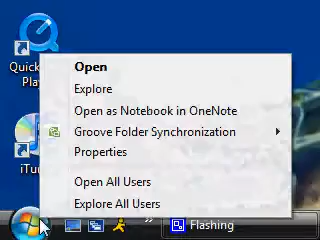 Quick
Play
Open
Explore
Open as Notebook in OneNote
Groove Folder Synchronization
Properties
Open All Users
Explore All Users
iTu
Flashing